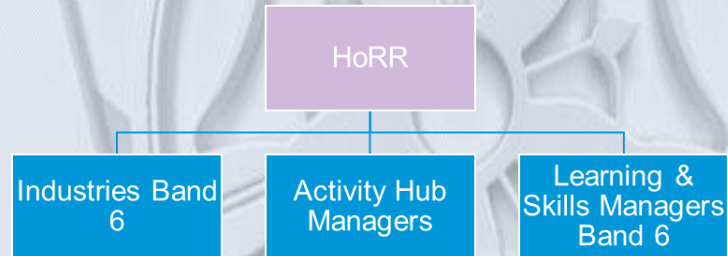 HoRR
Industries Band
6
Activity Hub
Managers
Learning &
Skills Managers
Band 6